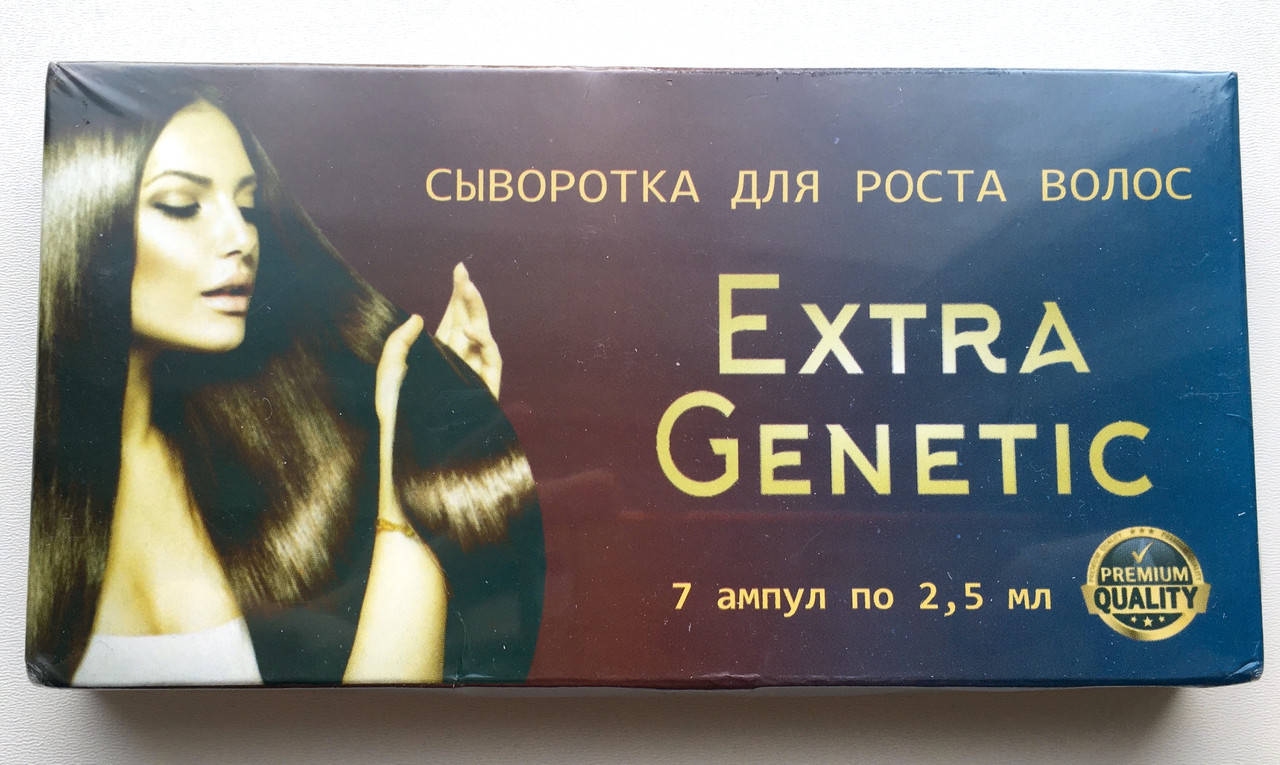 СЫВОРОТКА ДЛЯ РОСТА ВОЛОС
EXTRA
GENETIC
7 ампул по 2,5 мл
PREMIUM
QUALITY